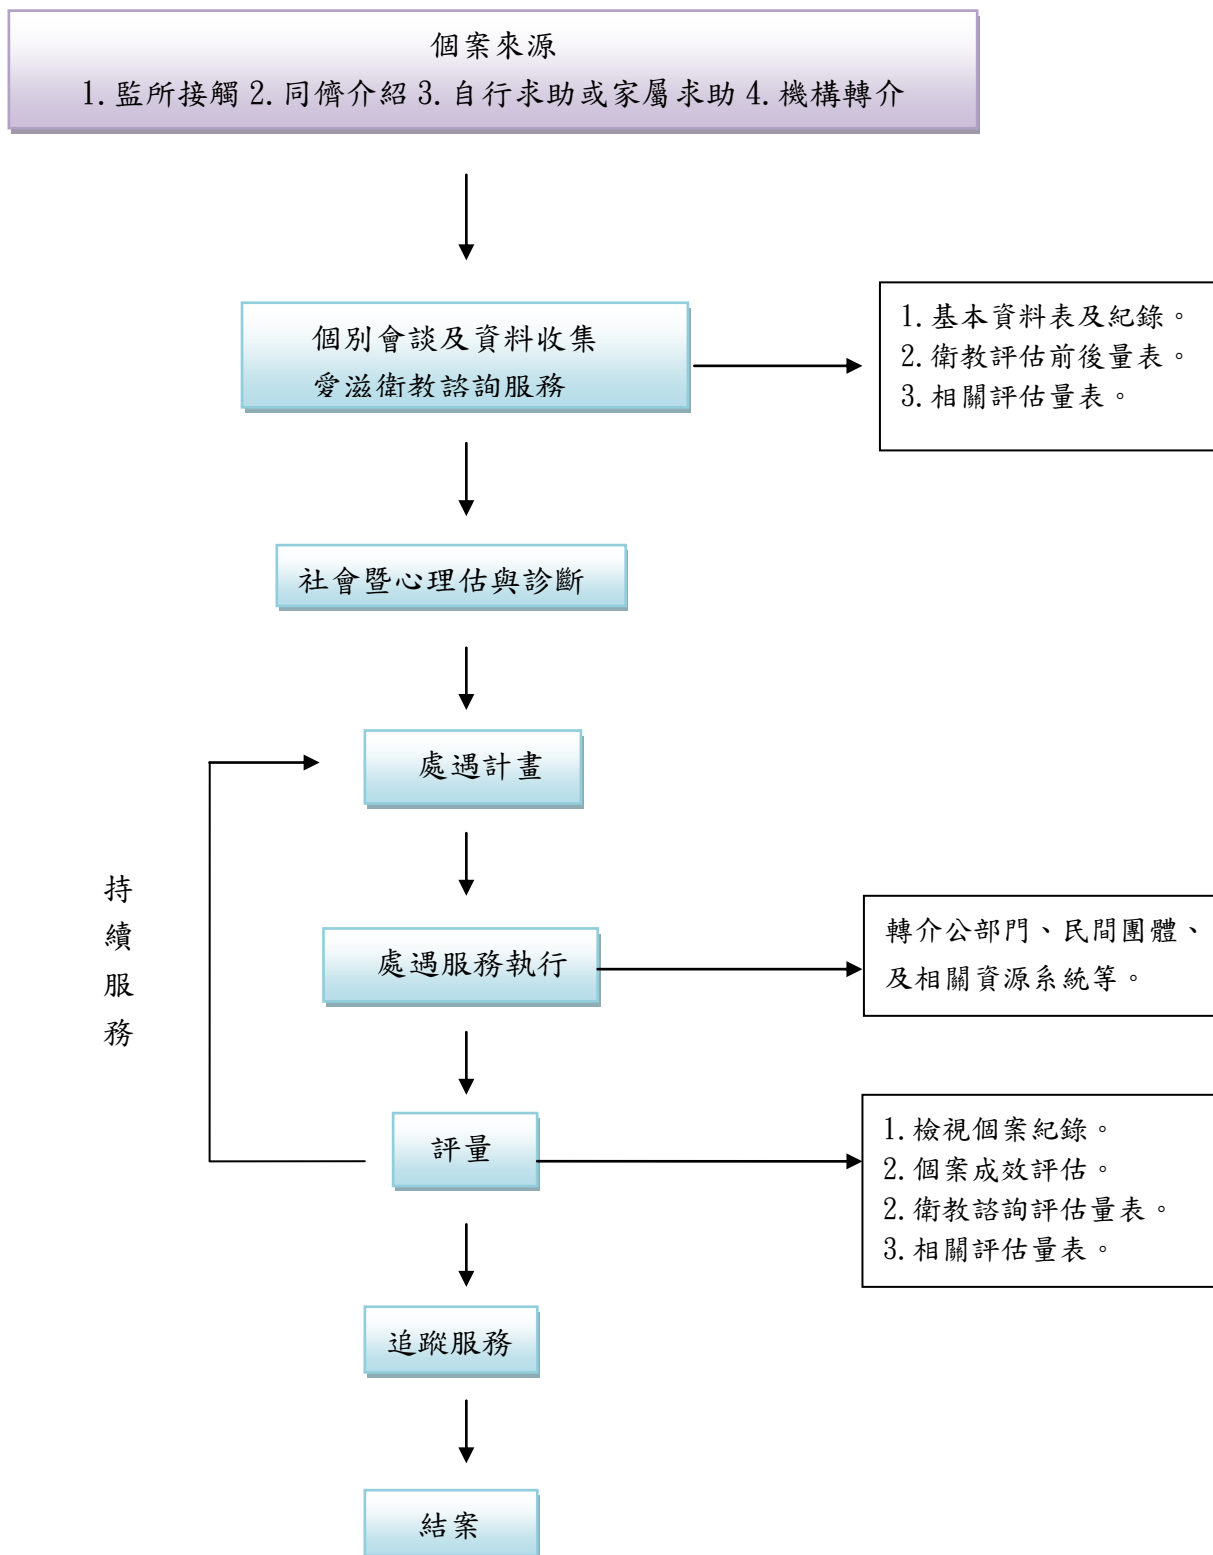 個案來源
1.監所接觸 2.同儕介紹 3.自行求助或家屬求助 4.機構轉介
個別會談及資料收集
愛滋衛教諮詢服務
1.基本資料表及紀錄。
2.衛教評估前後量表。
3.相關評估量表。
社會暨心理估與診斷
處遇計畫
持
續
服
務
處遇服務執行
轉介公部門、民間團體、
及相關資源系統等。
評量
1.檢視個案紀錄。
2.個案成效評估。
2.衛教諮詢評估量表。
3.相關評估量表。
追蹤服務
結案